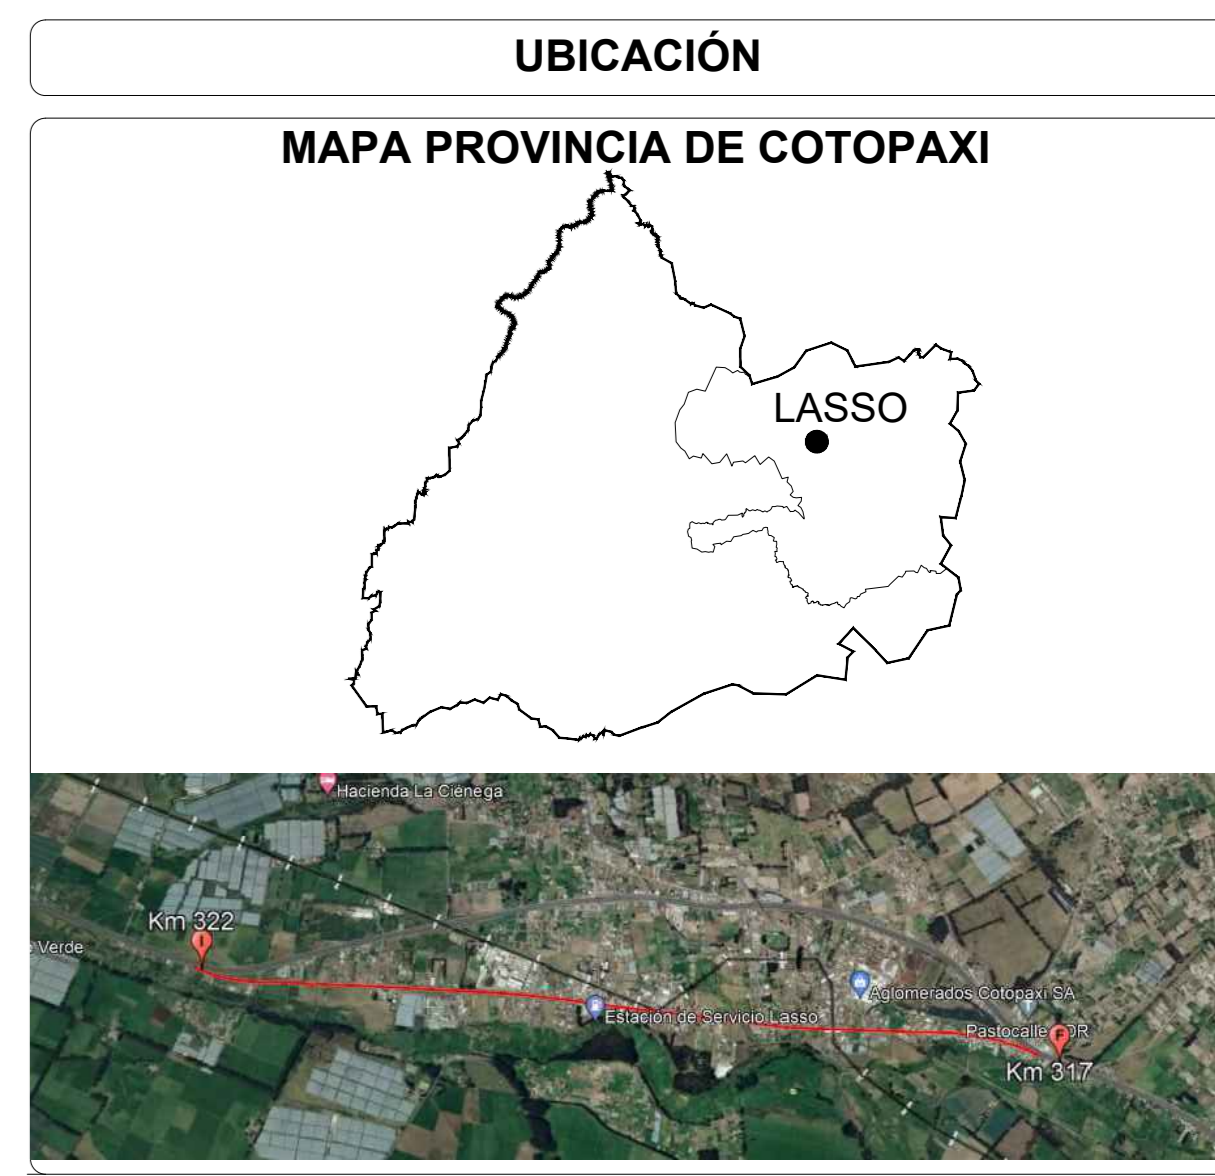 UBICACIÓN
MAPA PROVINCIA DE COTOPAXI
LASSO
Hacienda La Ciénega
Km 322
I
Verde
Aglomerados Cotopaxi SA
Estación de Servicio Lasso
Pastocalle
F
Km 317